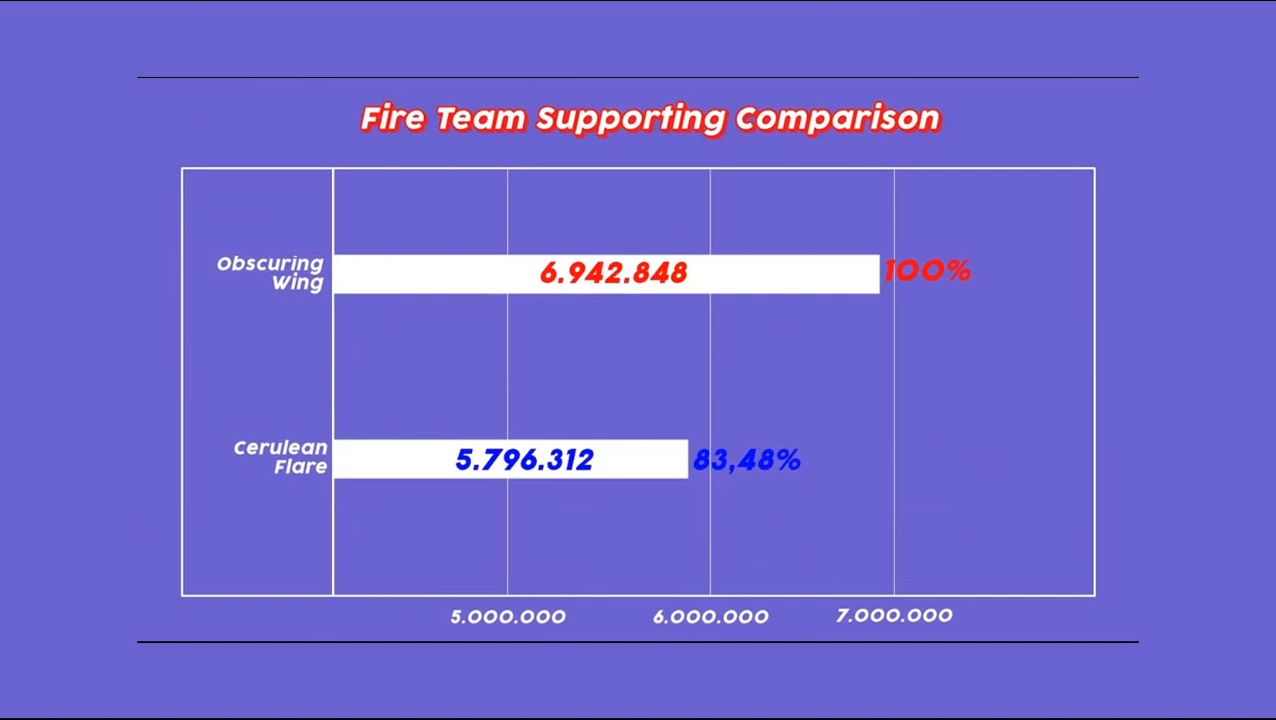 Fire Team Supporting Comparison
Obscuring
Wing
6.942.848
100%
Cerulean
Flare
5.796.312
83,48%
5.000.000
6.000.000
7.000.000